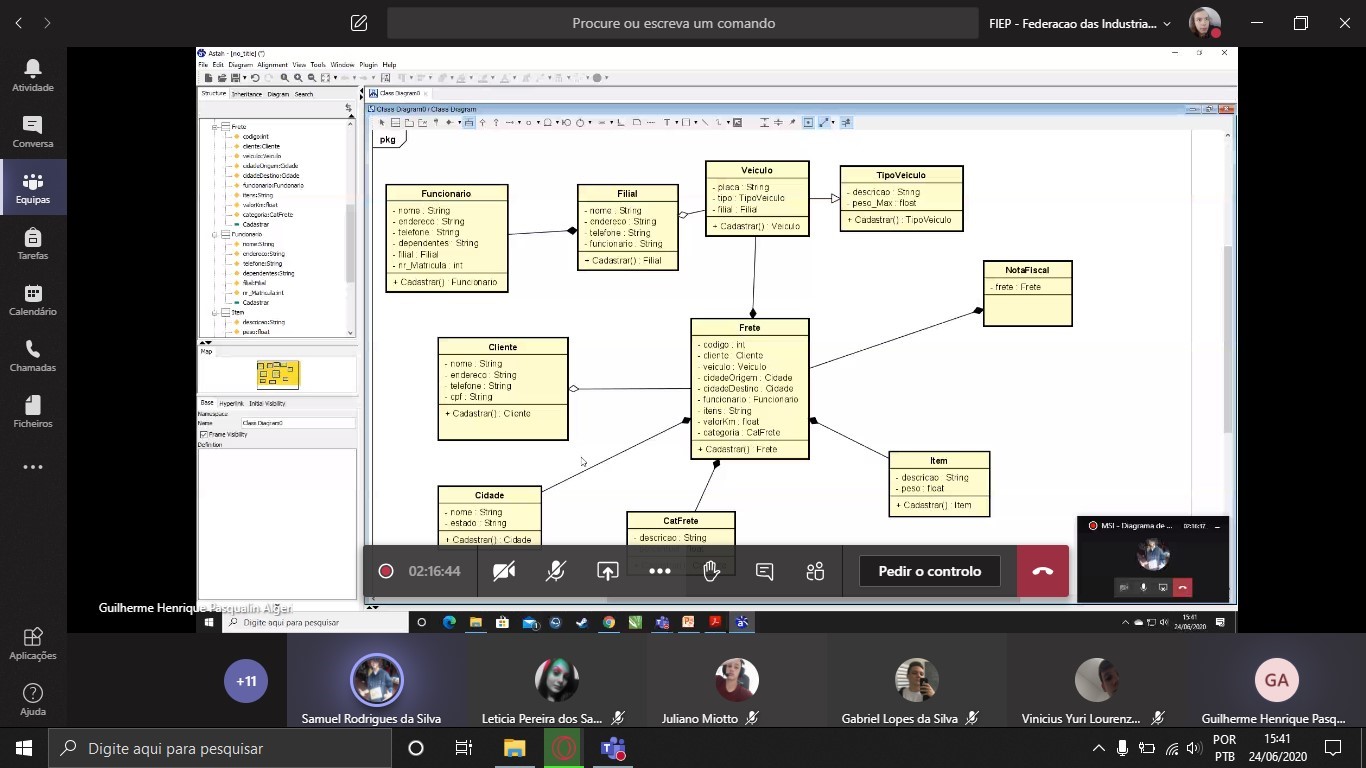 Procure ou escreva um comando
FIEP - Federacao das Industria...
Atividade
Conversa
Equipas
Tarefas
Calendário
Chamadas
Ficheiros
Aplicações
Ajuda
Astah - [no_title] (*)
File Edit Diagram Alignment View Tools Window Plugin Help
Structure Inheritance Diagram Search
Frete
codigo:int
cliente:Cliente
veiculo:Veiculo
cidadeOrigem:Cidade
cidadeDestino:Cidade
funcionario:Funcionario
itens:String
valorKm:float
categoria:CatFrete
Cadastrar
Funcionario
nome:String
endereco:String
telefone:String
dependentes:String
filial:Filial
nr_Matricula:int
Cadastrar
Item
descricao:String
peso:float
Map
Base Hyperlink Initial Visibility
Namespace
Name Class Diagram0
Frame Visibility
Definition
Class Diagram0
Class Diagram0 / Class Diagram
pkg
Funcionario
- nome : String
- endereco : String
- telefone : String
- dependentes : String
- filial : Filial
- nr_Matricula : int
+ Cadastrar() : Funcionario
Filial
- nome : String
- endereco : String
- telefone : String
- funcionario : String
+ Cadastrar() : Filial
Veiculo
- placa : String
- tipo : TipoVeiculo
- filial : Filial
+ Cadastrar() : Veiculo
TipoVeiculo
- descricao : String
- peso_Max : float
+ Cadastrar() : TipoVeiculo
NotaFiscal
- frete : Frete
Cliente
- nome : String
- endereco : String
- telefone : String
- cpf : String
+ Cadastrar() : Cliente
Frete
- codigo : int
- cliente : Cliente
- veiculo : Veiculo
- cidadeOrigem : Cidade
- cidadeDestino : Cidade
- funcionario : Funcionario
- itens : String
- valorKm : float
- categoria : CatFrete
+ Cadastrar() : Frete
Item
- descricao : String
- peso : float
+ Cadastrar() : Item
Cidade
- nome : String
- estado : String
+ Cadastrar() : Cidade
CatFrete
- descricao : String
MSI - Diagrama de ... 02:16:37
02:16:44
Pedir o controlo
Guilherme Henrique Pasqualin Algeri
Digite aqui para pesquisar
15:41
24/06/2020
+11
Samuel Rodrigues da Silva
Leticia Pereira dos Sa...
Juliano Miotto
Gabriel Lopes da Silva
Vinicius Yuri Lourenz...
GA
Guilherme Henrique Pasq...
Digite aqui para pesquisar
POR
PTB
15:41
24/06/2020